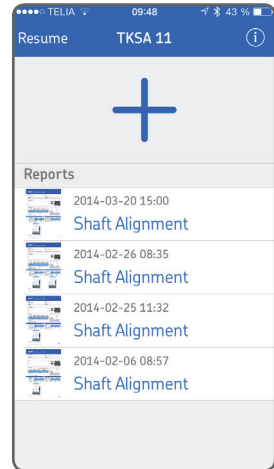 TELIA 09:48 43 %
Resume TKSA 11 i
Reports
2014-03-20 15:00
Shaft Alignment
2014-02-26 08:35
Shaft Alignment
2014-02-25 11:32
Shaft Alignment
2014-02-06 08:57
Shaft Alignment